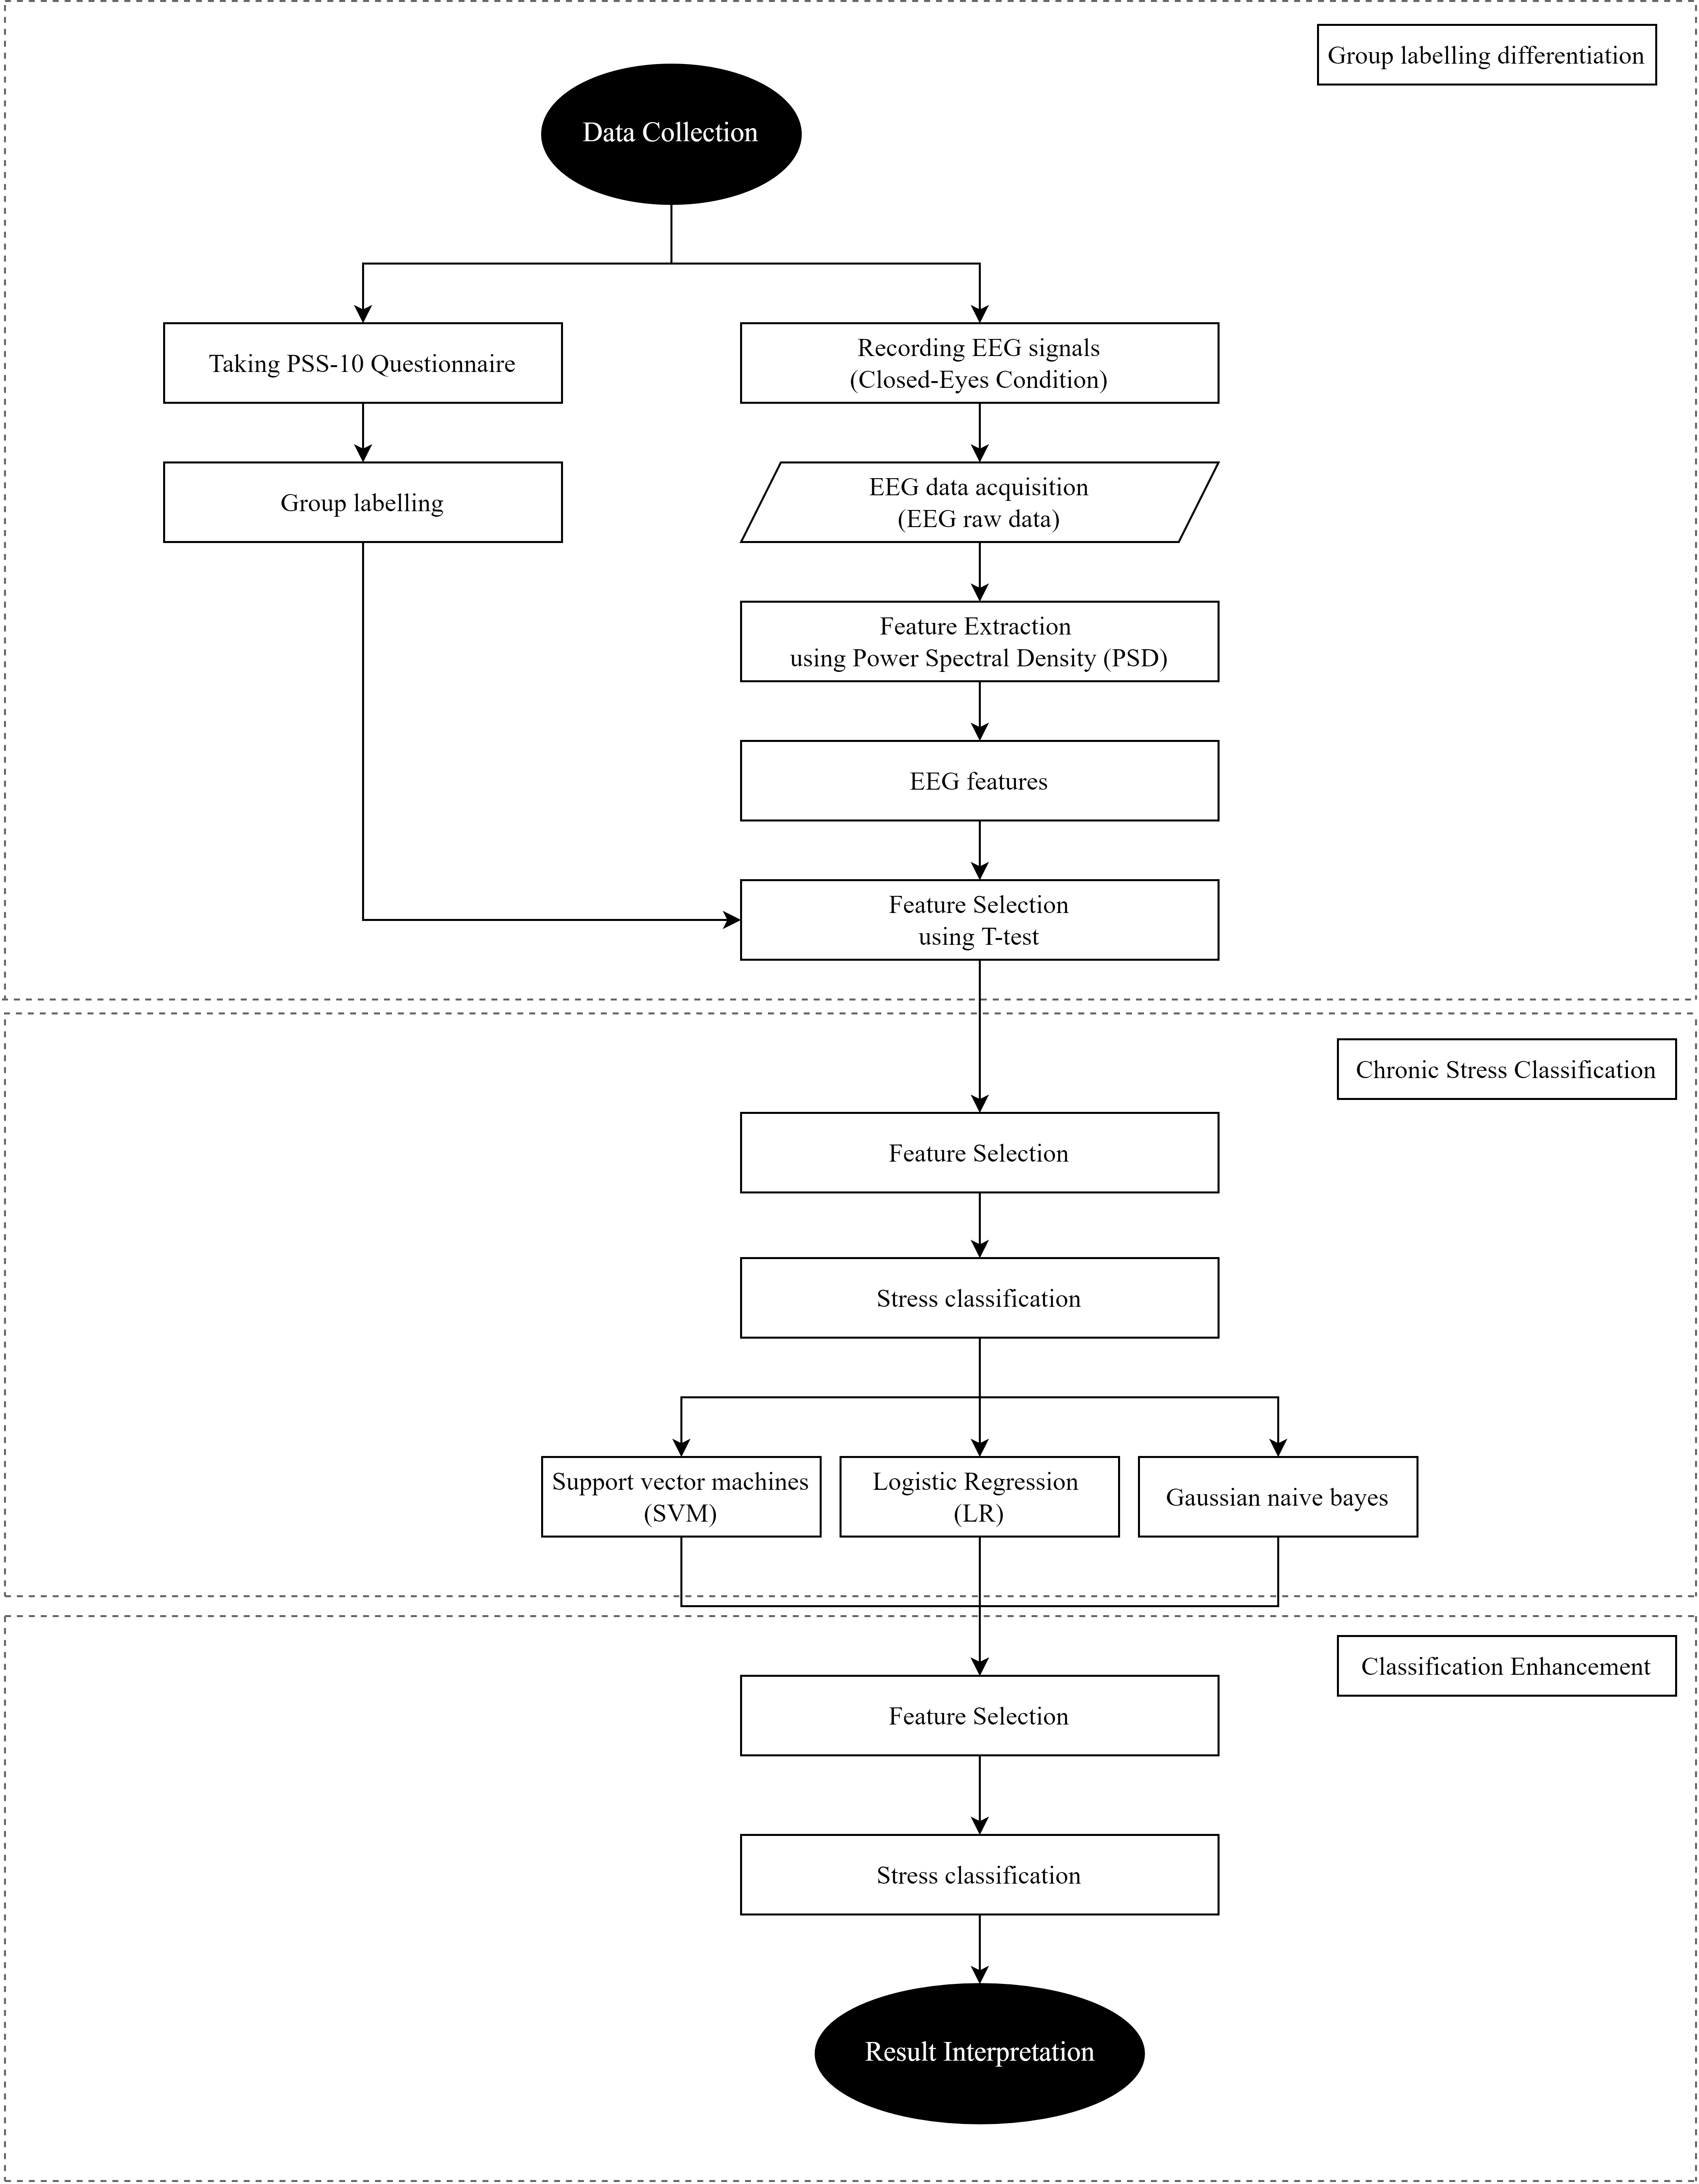 Group labelling differentiation
Data Collection
Taking PSS-10 Questionnaire
Recording EEG signals
(Closed-Eyes Condition)
Group labelling
EEG data acquisition
(EEG raw data)
Feature Extraction
using Power Spectral Density (PSD)
EEG features
Feature Selection
using T-test
Chronic Stress Classification
Feature Selection
Stress classification
Support vector machines
(SVM)
Logistic Regression
(LR)
Gaussian naive bayes
Classification Enhancement
Feature Selection
Stress classification
Result Interpretation